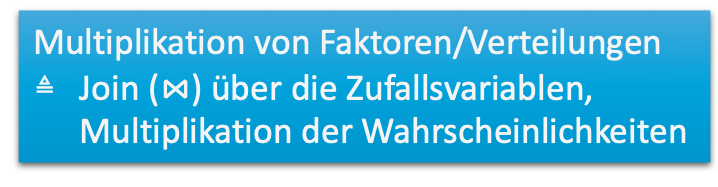 Multiplikation von Faktoren/Verteilungen
≙ Join (⋈) über die Zufallsvariablen,
Multiplikation der Wahrscheinlichkeiten